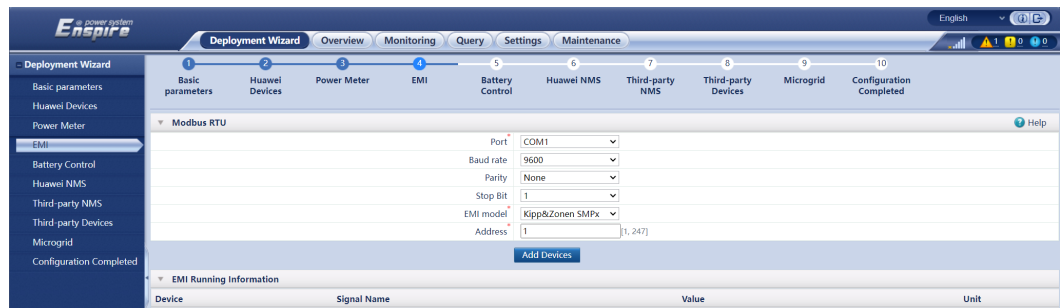 Enspire @ power system
English
Deployment Wizard Overview Monitoring Query Settings Maintenance
1 0 0
Deployment Wizard
Basic parameters
Huawei Devices
Power Meter
EMI
Battery Control
Huawei NMS
Third-party NMS
Third-party Devices
Microgrid
Configuration Completed
1 2 3 4 5 6 7 8 9 10
Basic parameters
Huawei Devices
Power Meter
EMI
Battery Control
Huawei NMS
Third-party NMS
Third-party Devices
Microgrid
Configuration Completed
Modbus RTU
? Help
Port * COM1
Baud rate 9600
Parity None
Stop Bit 1
EMI model * Kipp&Zonen SMPx
Address * 1 [1, 247]
Add Devices
EMI Running Information
Device Signal Name Value Unit